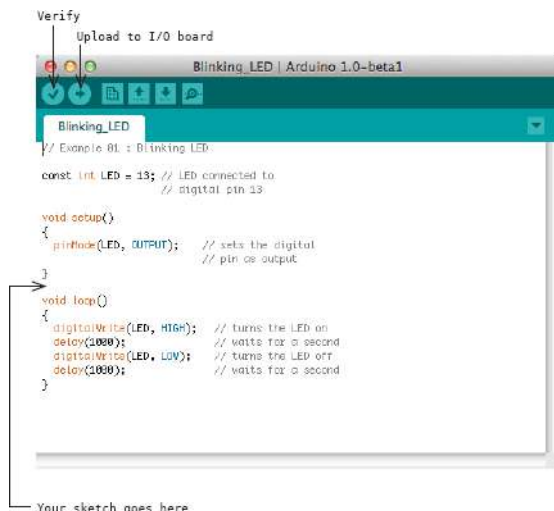 Verify
Upload to I/O board
Blinking_LED | Arduino 1.0-beta1
Blinking_LED
// Example 01 : Blinking LED
const int LED = 13; // LED connected to
// digital pin 13
void setup()
{
pinMode(LED, OUTPUT); // sets the digital
// pin as output
}
void loop()
{
digitalWrite(LED, HIGH); // turns the LED on
delay(1000); // waits for a second
digitalWrite(LED, LOW); // turns the LED off
delay(1000); // waits for a second
}
Your sketch goes here